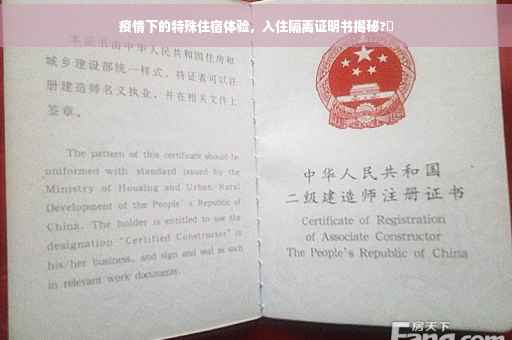 疫情下的特殊住宿体验，入住隔离证明书揭秘?▯
本证书由中华人民共和国住房和
城乡建设部统一样式，持证者可以注
册建造师名义执业，并在相关文件上
签章。
The pattern of this certificate should be
uniformed with standard issued by the
Ministry of Housing and Urban Rural
Development of the People's Republic of
China. The holder is entitled to use the
designation "Certified Constructor" in
his/her business, and sign and seal as such
in relevant work documents.
中华人民共和国
二级建造师注册证书
Certificate of Registration
of Associate Constructor
The People's Republic of China
房天下
Fang.com